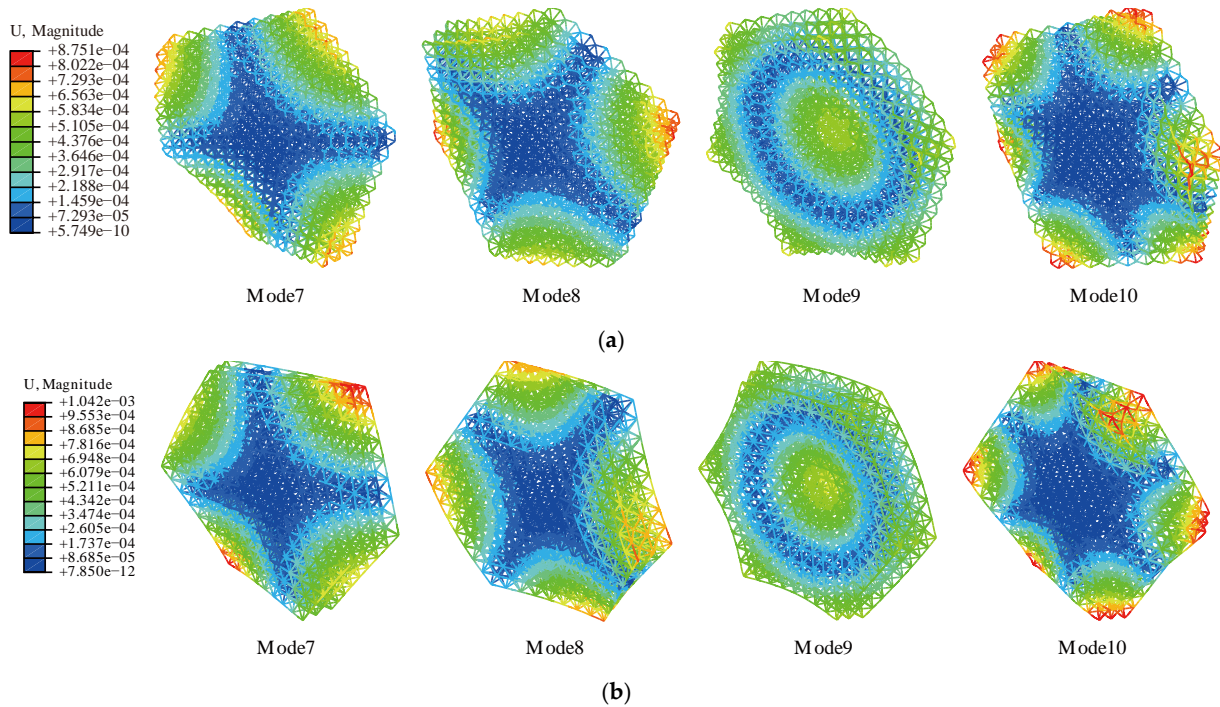 U, Magnitude
+8.751e−04
+8.022e−04
+7.293e−04
+6.563e−04
+5.834e−04
+5.105e−04
+4.376e−04
+3.646e−04
+2.917e−04
+2.188e−04
+1.459e−04
+7.293e−05
+5.749e−10
Mode7
Mode8
Mode9
Mode10
(a)
U, Magnitude
+1.042e−03
+9.553e−04
+8.685e−04
+7.816e−04
+6.948e−04
+6.079e−04
+5.211e−04
+4.342e−04
+3.474e−04
+2.605e−04
+1.737e−04
+8.685e−05
+7.850e−12
Mode7
Mode8
Mode9
Mode10
(b)